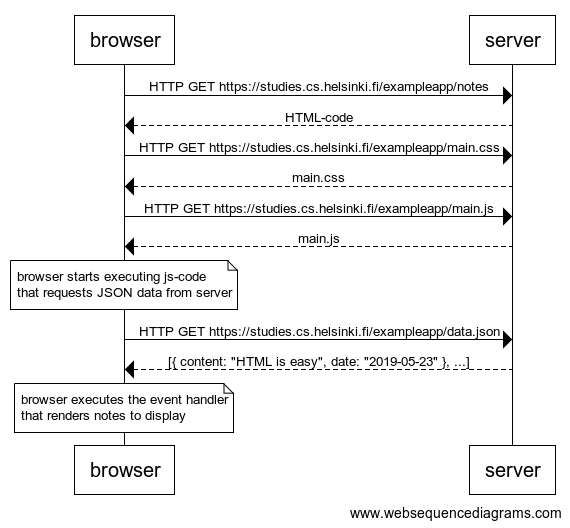 browser
server
HTTP GET https://studies.cs.helsinki.fi/exampleapp/notes
HTML-code
HTTP GET https://studies.cs.helsinki.fi/exampleapp/main.css
main.css
HTTP GET https://studies.cs.helsinki.fi/exampleapp/main.js
main.js
browser starts executing js-code
that requests JSON data from server
HTTP GET https://studies.cs.helsinki.fi/exampleapp/data.json
[{ content: "HTML is easy", date: "2019-05-23" }, ...]
browser executes the event handler
that renders notes to display
browser
server
www.websequencediagrams.com